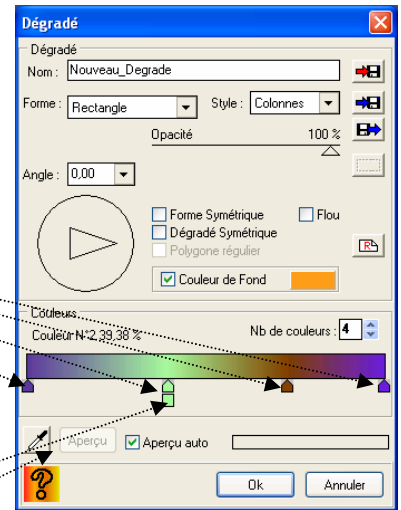 Dégradé
Dégradé
Nom : Nouveau_Degrade
Forme : Rectangle Style : Colonnes
Opacité 100 %
Angle : 0,00
Forme Symétrique Flou
Dégradé Symétrique
Polygone régulier
R
Couleur de Fond
Couleurs
Couleur N°2,39,38 % Nb de couleurs : 4
Aperçu Aperçu auto
? Ok Annuler